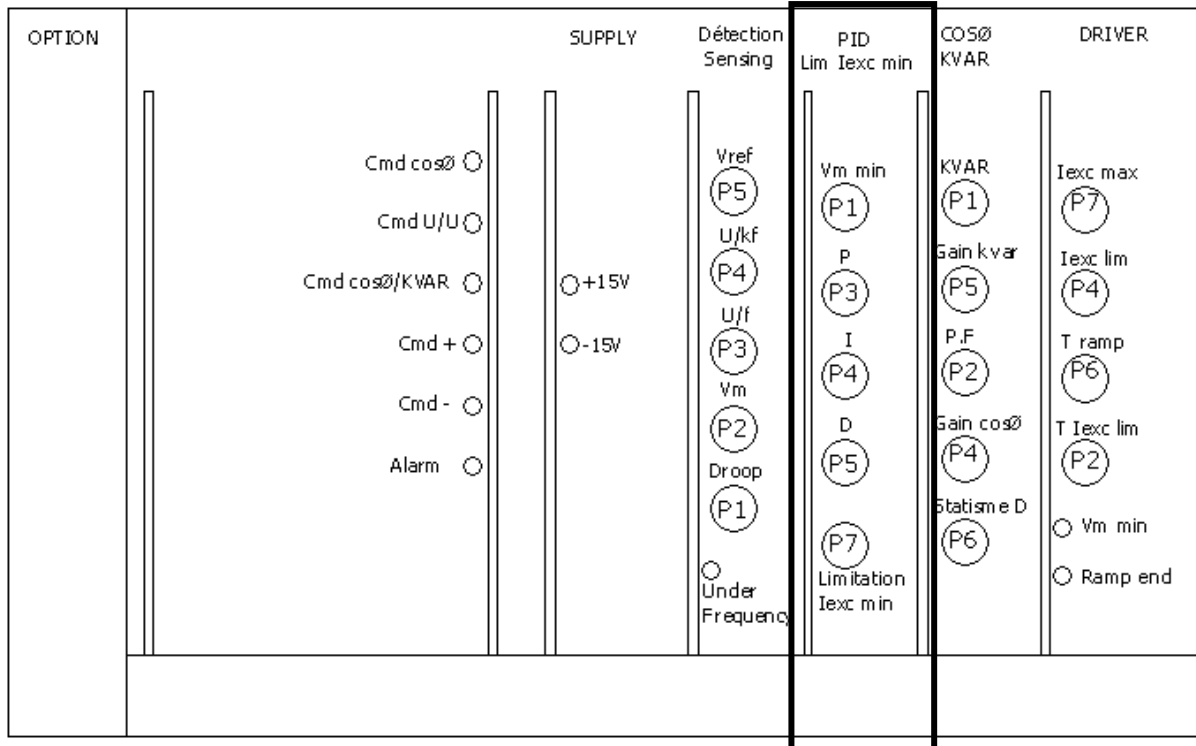 OPTION
SUPPLY
Détection
Sensing
PID
Lim Iexc min
COSØ
KVAR
DRIVER
Cmd cosØ
Cmd U/U
Cmd cosØ/KVAR
Cmd +
Cmd -
Alarm
+15V
-15V
Vref
P5
U/kf
P4
U/f
P3
Vm
P2
Droop
P1
Under
Frequency
Vm min
P1
P
P3
I
P4
D
P5
P7
Limitation
Iexc min
KVAR
P1
Gain kvar
P5
P.F
P2
Gain cosØ
P4
Statisme D
P6
Iexc max
P7
Iexc lim
P4
T ramp
P6
T Iexc lim
P2
Vm min
Ramp end